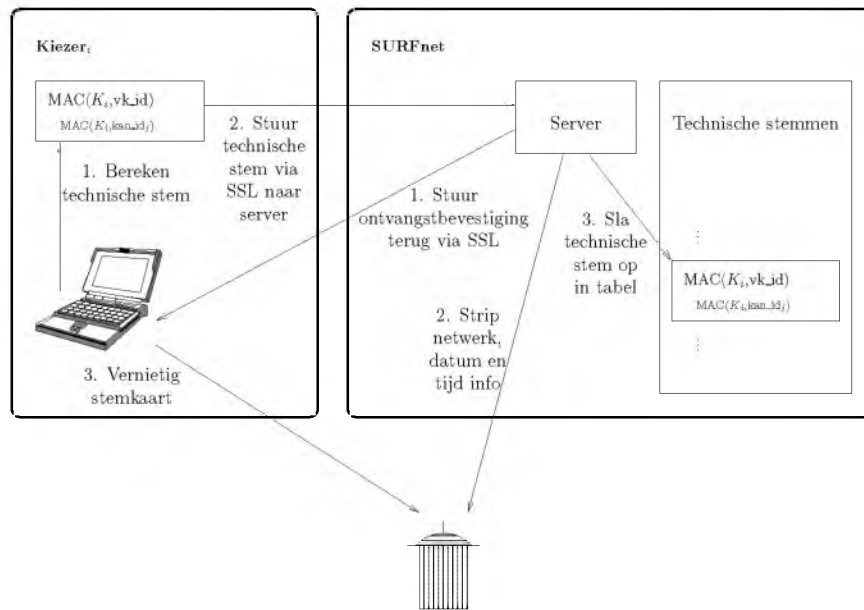 Kiezer_i
MAC(K_i,vk_id)
MAC(K_i,kan_id_j)
1. Bereken
technische stem
2. Stuur
technische
stem via
SSL naar
server
3. Vernietig
stemkaart
SURFnet
Server
1. Stuur
ontvangstbevestiging
terug via SSL
2. Strip
netwerk,
datum en
tijd info
3. Sla
technische
stem op
in tabel
Technische stemmen
⋮
MAC(K_i,vk_id)
MAC(K_i,kan_id_j)
⋮